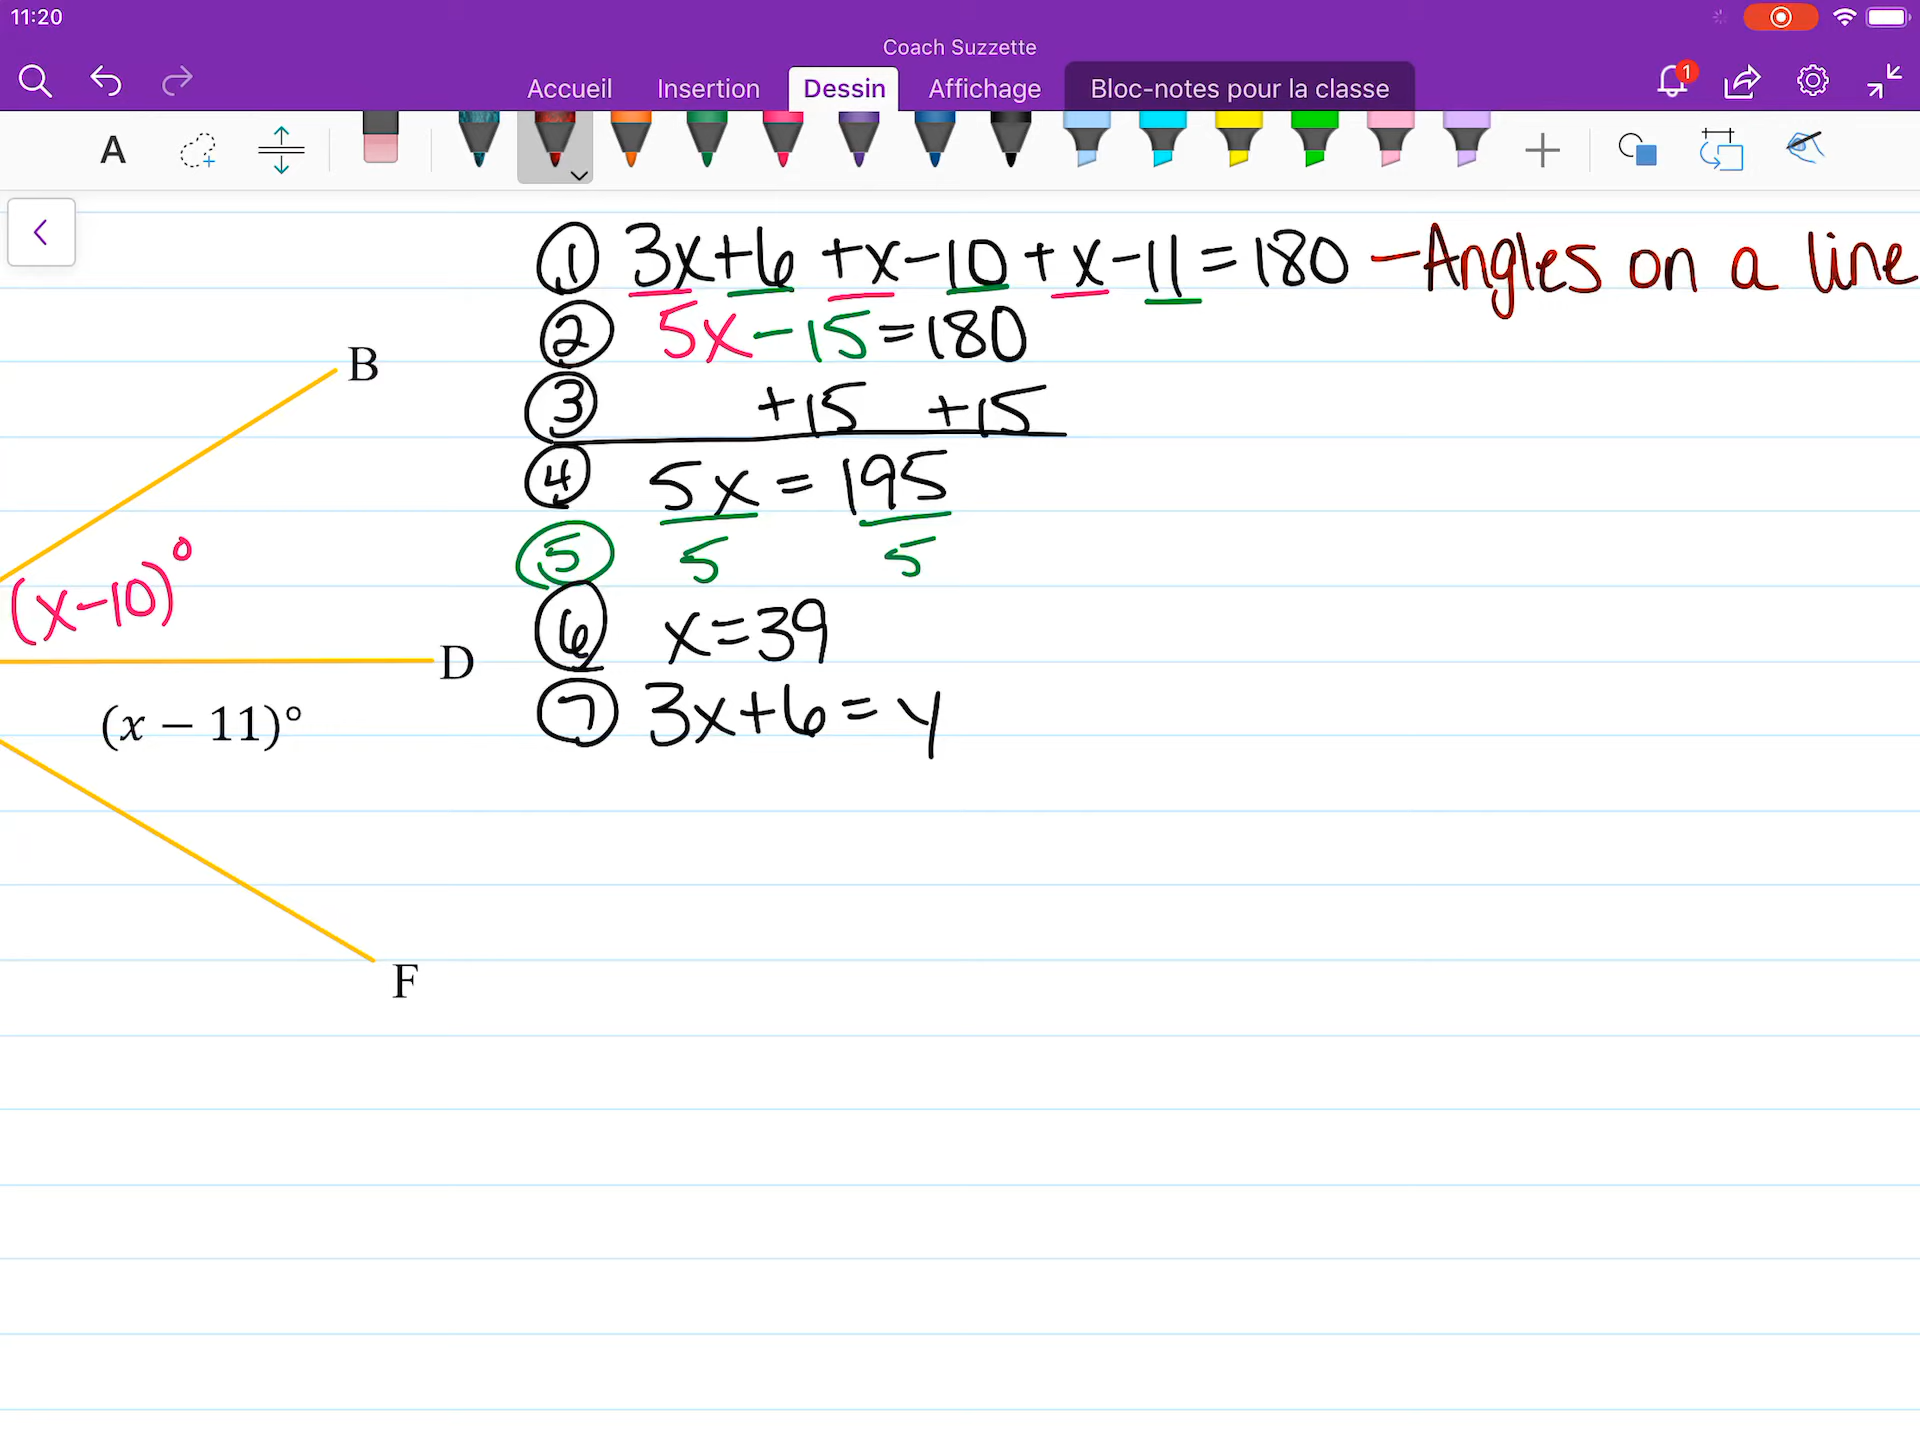 11:20
Coach Suzzette
Accueil Insertion Dessin Affichage Bloc-notes pour la classe
1
A
① 3x+6 +x-10 + x-11 = 180 -Angles on a line
② 5x-15=180
③ +15 +15
④ 5x = 195
⑤ 5 5
⑥ x=39
⑦ 3x+6 = y
B
(x-10)°
D
(x – 11)°
F